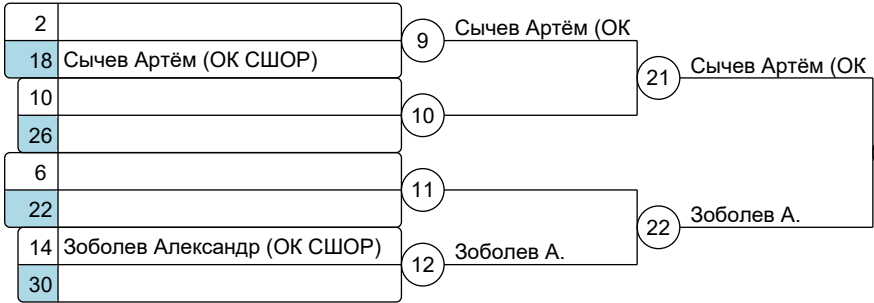 2
9 Сычев Артём (ОК
18 Сычев Артём (ОК СШОР)
21 Сычев Артём (ОК
10
10
26
6
11
22
22 Зоболев А.
14 Зоболев Александр (ОК СШОР)
12 Зоболев А.
30